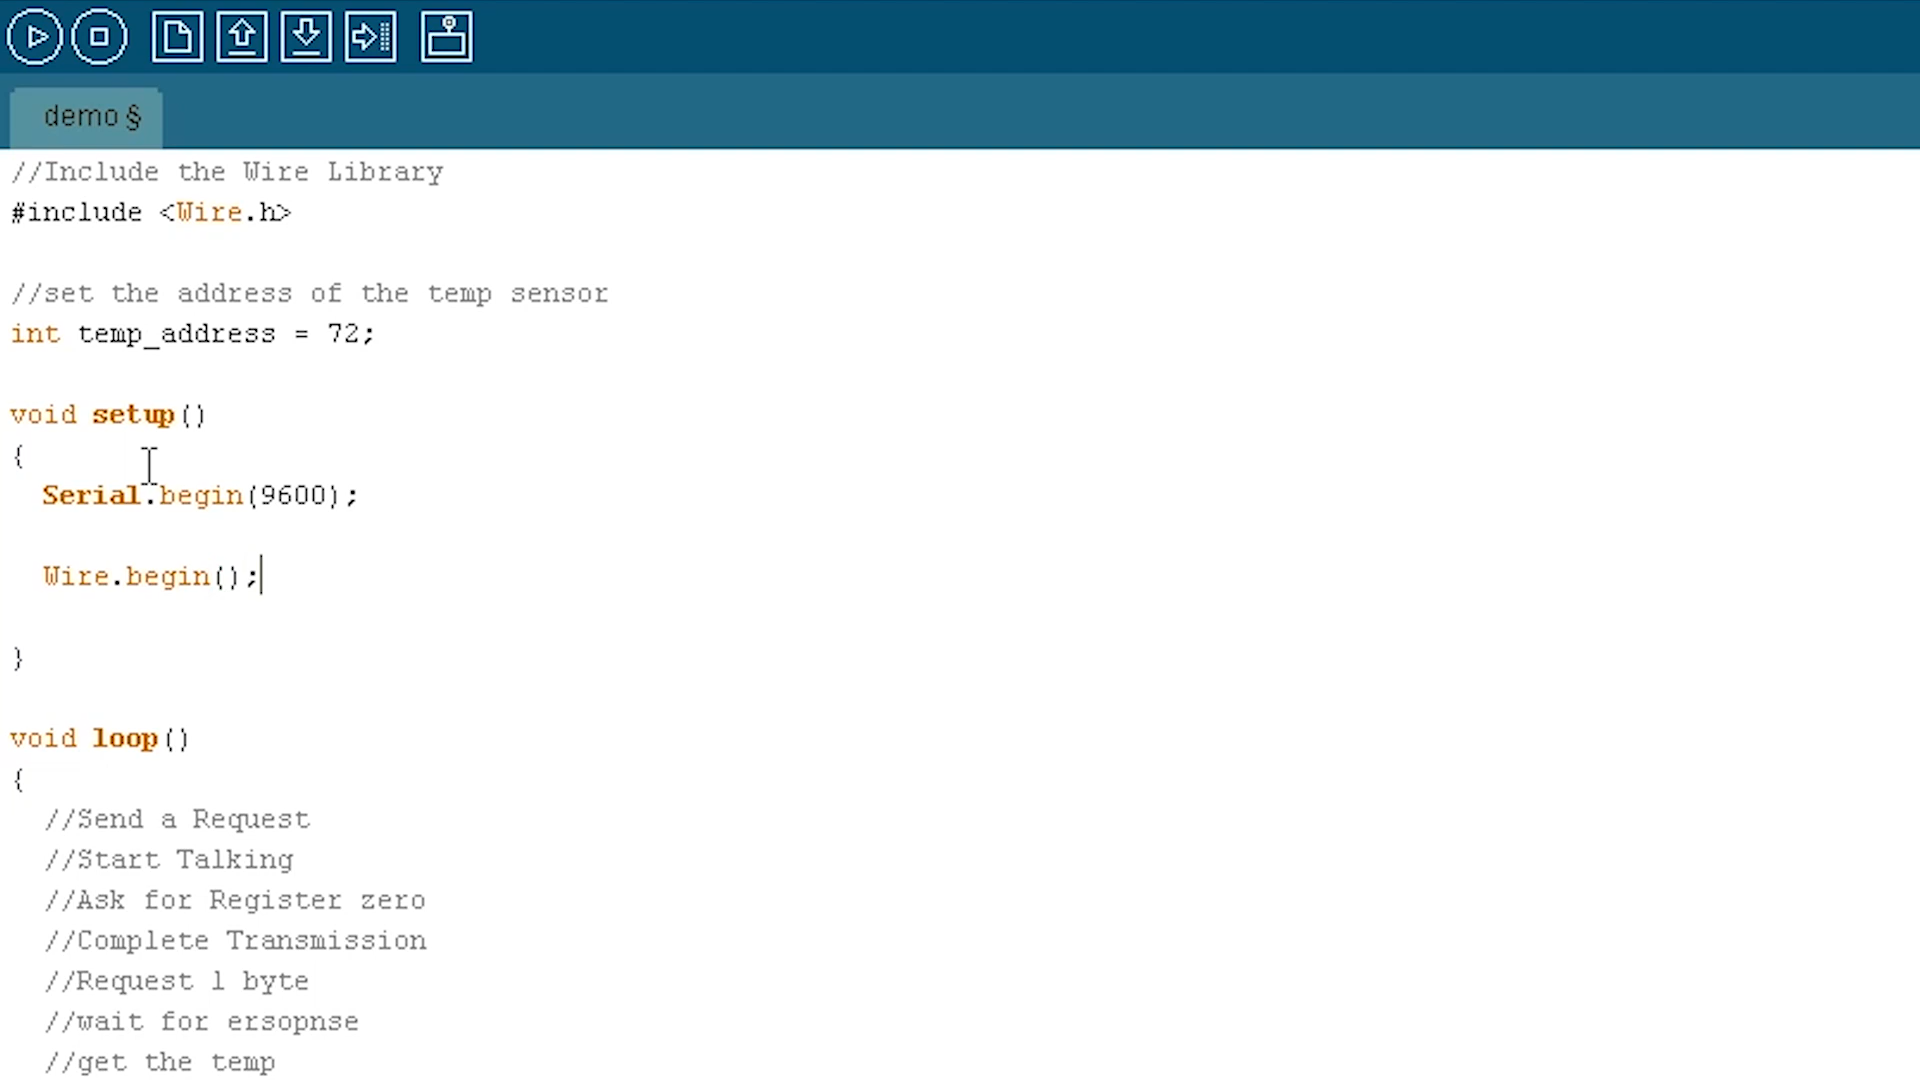 demo §
//Include the Wire Library
#include <Wire.h>
//set the address of the temp sensor
int temp_address = 72;
void setup()
{
Serial.begin(9600);
Wire.begin();
}
void loop()
{
//Send a Request
//Start Talking
//Ask for Register zero
//Complete Transmission
//Request 1 byte
//wait for ersopnse
//get the temp